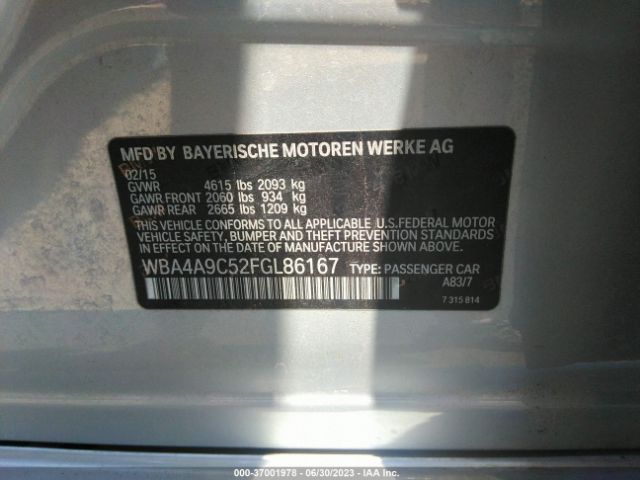 MFD BY BAYERISCHE MOTOREN WERKE AG
02/15
GVWR 4615 lbs 2093 kg
GAWR FRONT 2060 lbs 934 kg
GAWR REAR 2665 lbs 1209 kg
THIS VEHICLE CONFORMS TO ALL APPLICABLE U.S.FEDERAL MOTOR
VEHICLE SAFETY, BUMPER AND THEFT PREVENTION STANDARDS
IN EFFECT ON THE DATE OF MANUFACTURE SHOWN ABOVE.
WBA4A9C52FGL86167 TYPE: PASSENGER CAR
A83/7
7 315 814
000-37001978 - 06/30/2023 - IAA Inc.